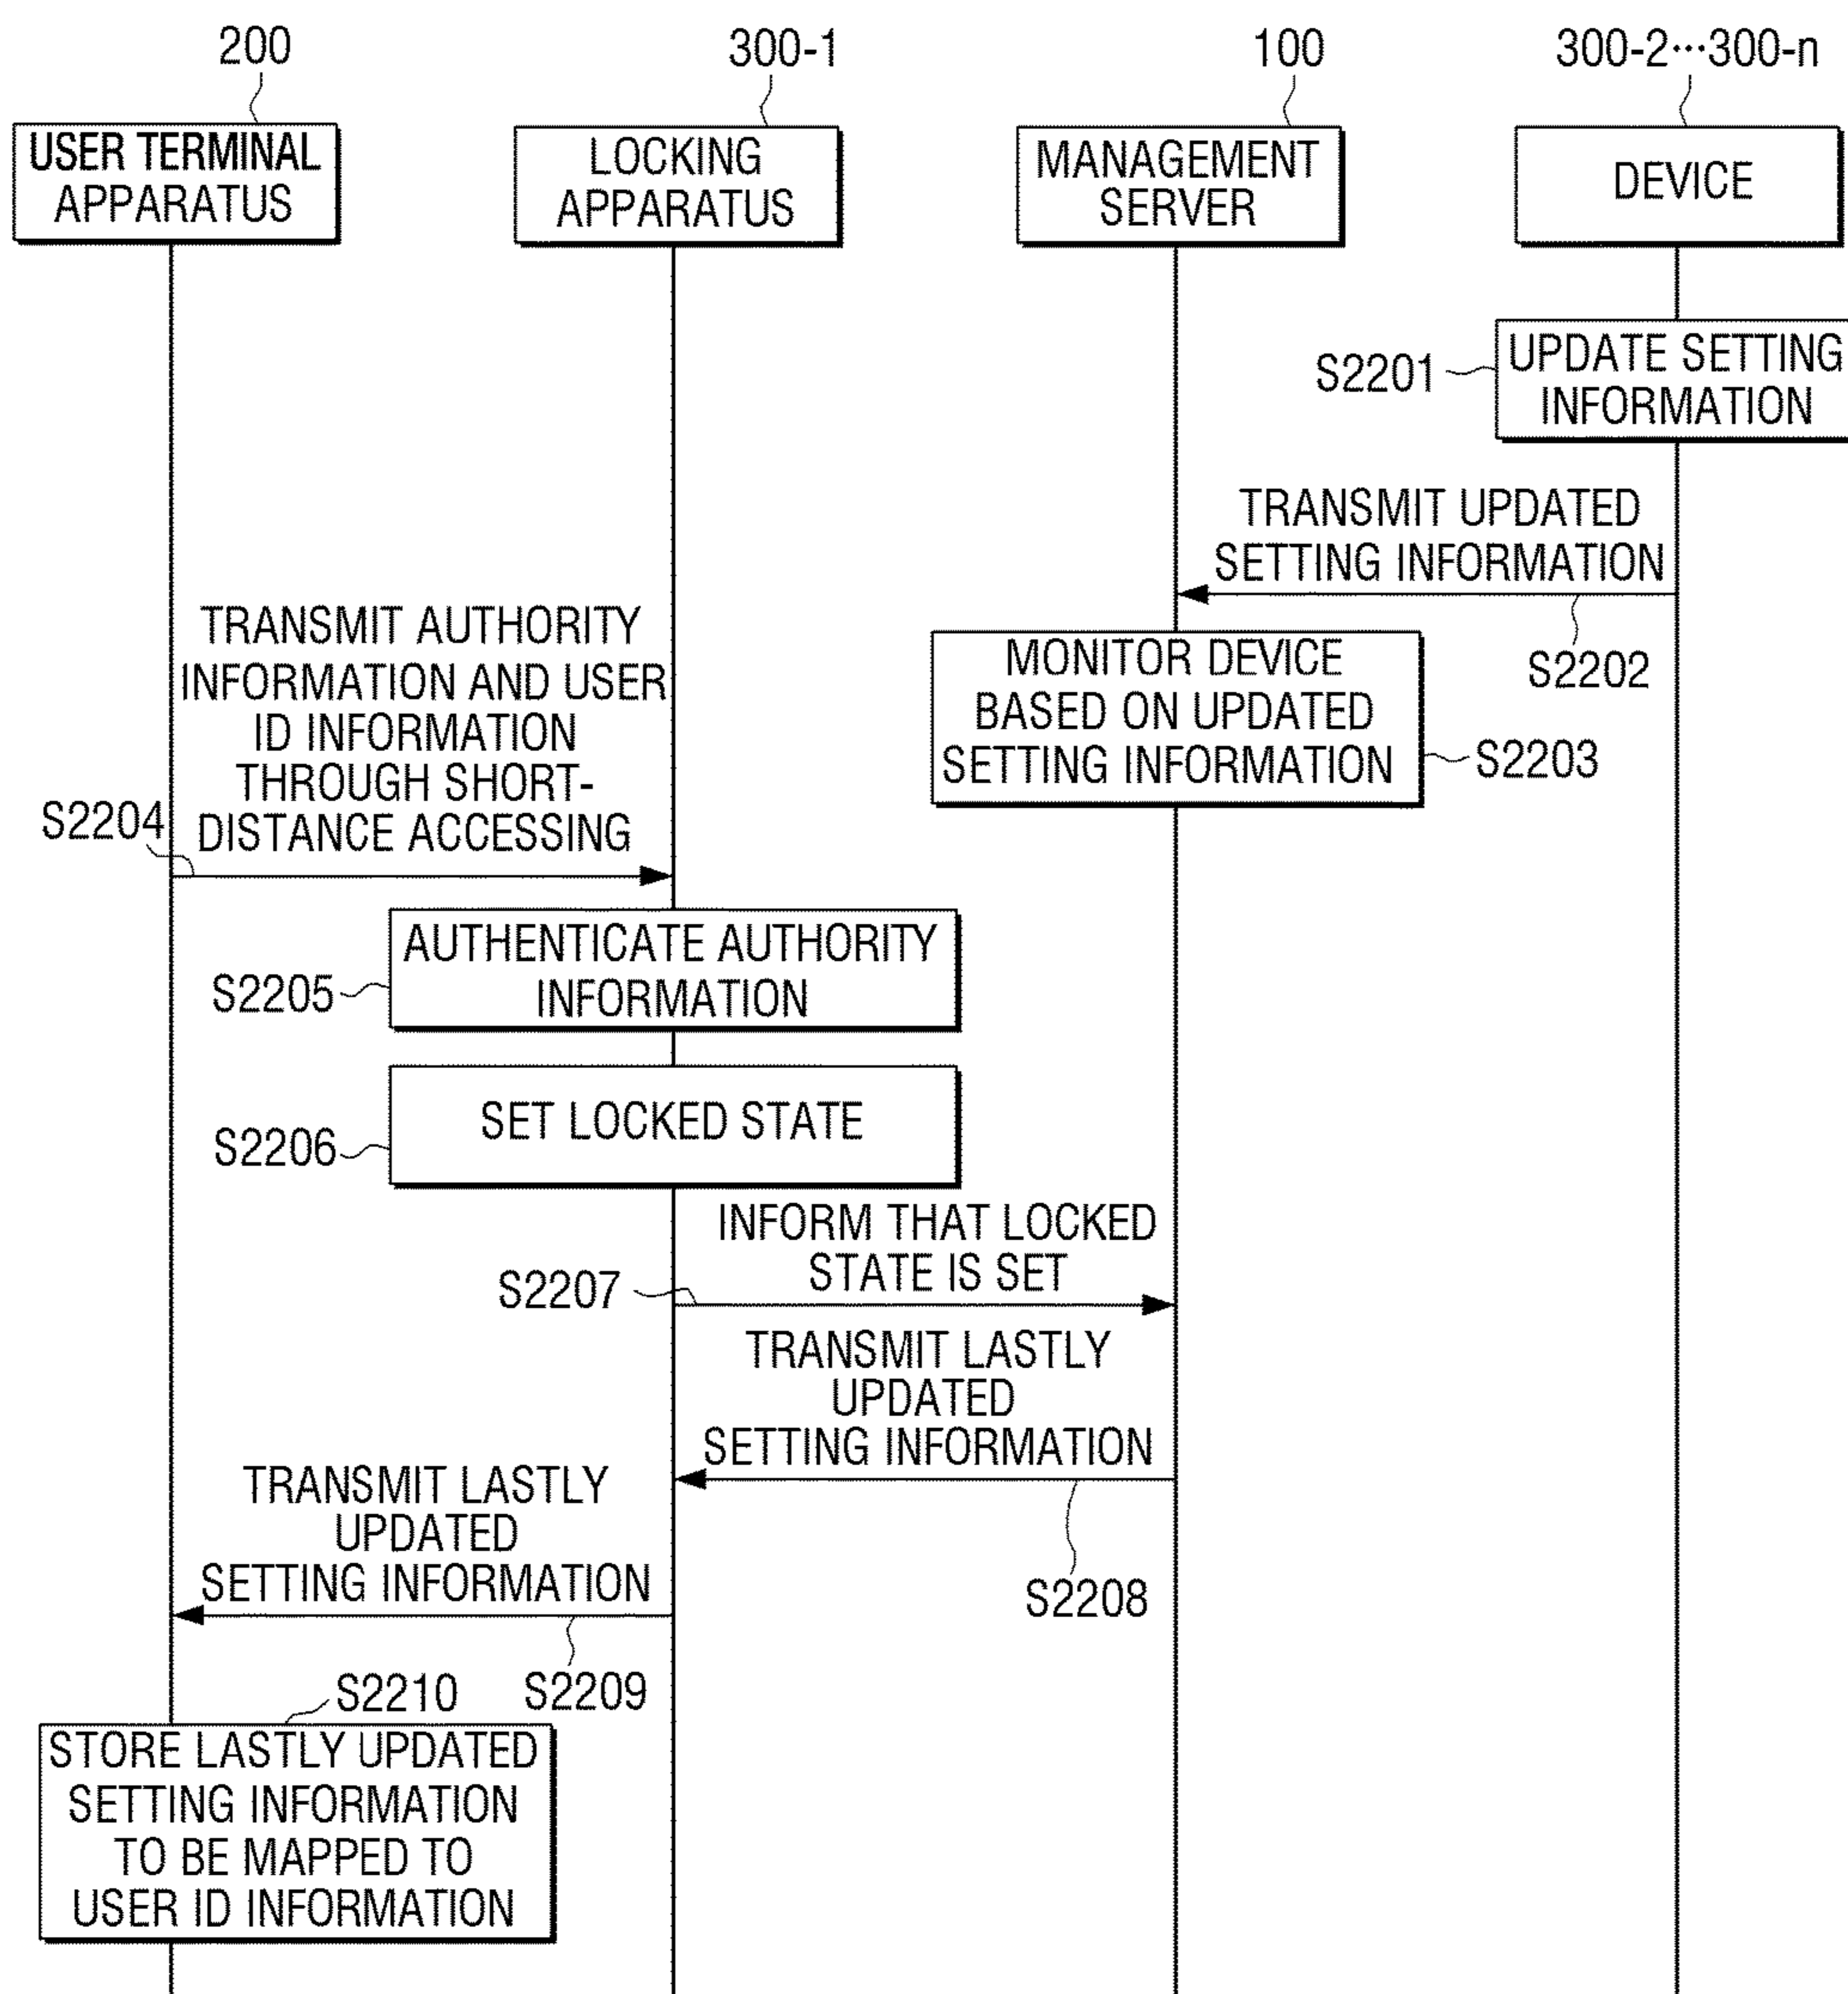 200
300-1
100
300-2···300-n
USER TERMINAL
APPARATUS
LOCKING
APPARATUS
MANAGEMENT
SERVER
DEVICE
S2201
UPDATE SETTING
INFORMATION
TRANSMIT UPDATED
SETTING INFORMATION
S2202
MONITOR DEVICE
BASED ON UPDATED
SETTING INFORMATION
S2203
TRANSMIT AUTHORITY
INFORMATION AND USER
ID INFORMATION
THROUGH SHORT-
DISTANCE ACCESSING
S2204
AUTHENTICATE AUTHORITY
INFORMATION
S2205
SET LOCKED STATE
S2206
INFORM THAT LOCKED
STATE IS SET
S2207
TRANSMIT LASTLY
UPDATED
SETTING INFORMATION
S2208
TRANSMIT LASTLY
UPDATED
SETTING INFORMATION
S2209
S2210
STORE LASTLY UPDATED
SETTING INFORMATION
TO BE MAPPED TO
USER ID INFORMATION